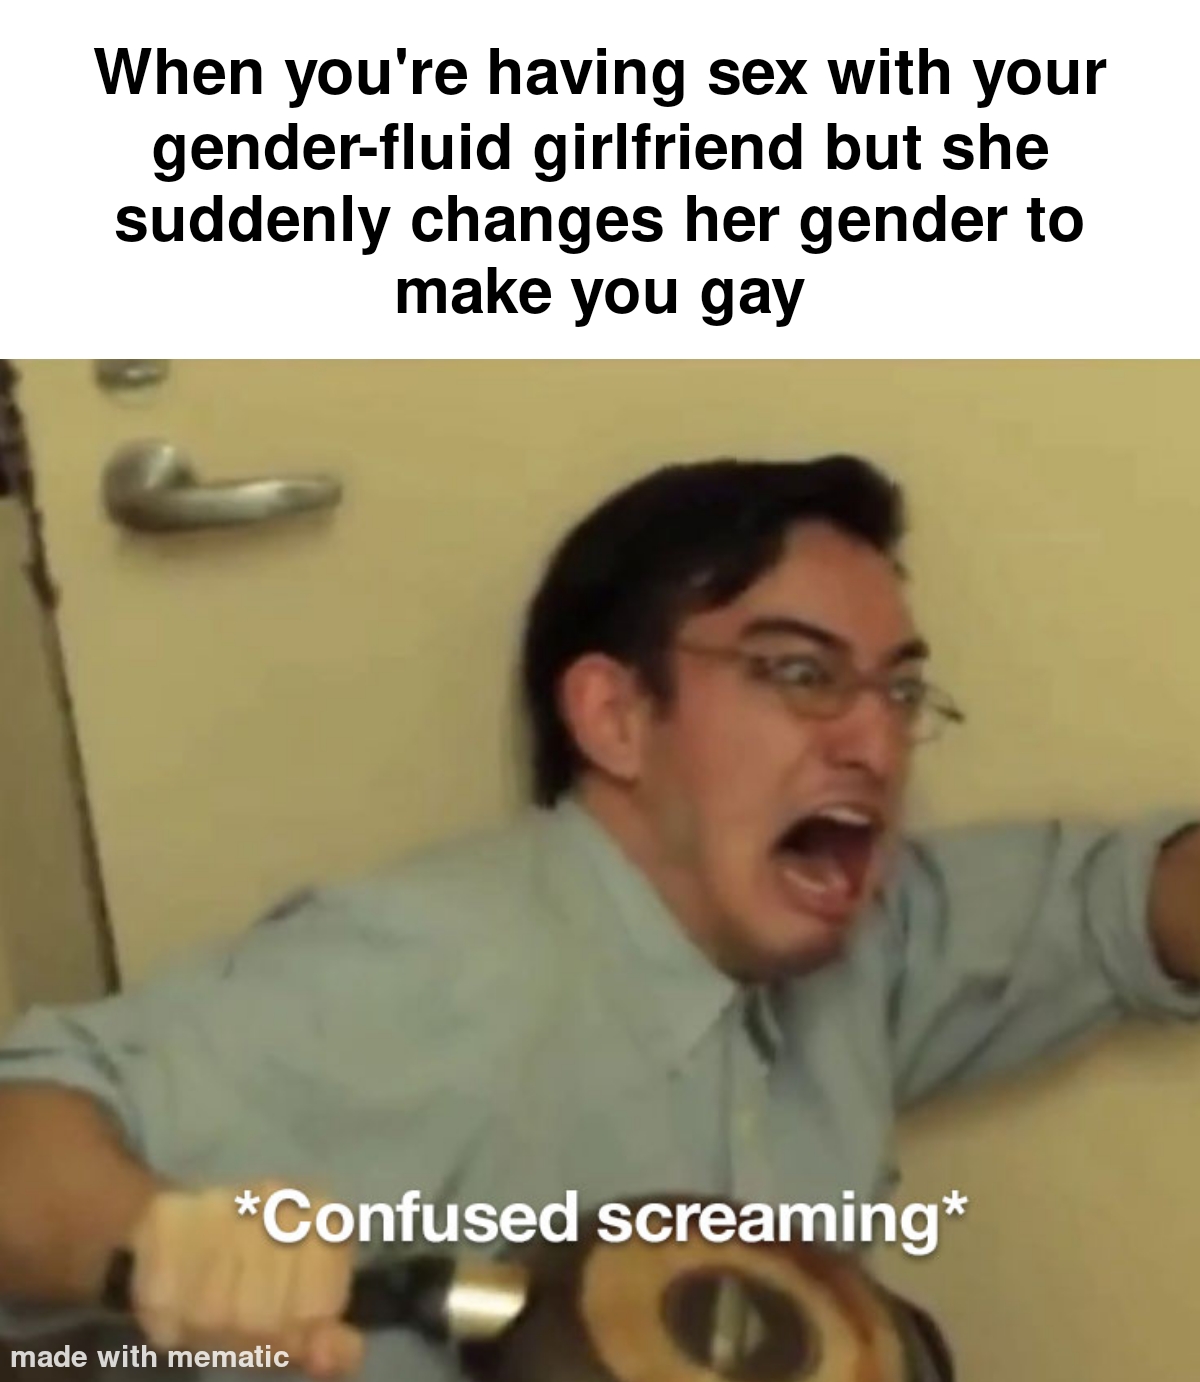 When you're having sex with your
gender-fluid girlfriend but she
suddenly changes her gender to
make you gay
*Confused screaming*
made with mematic